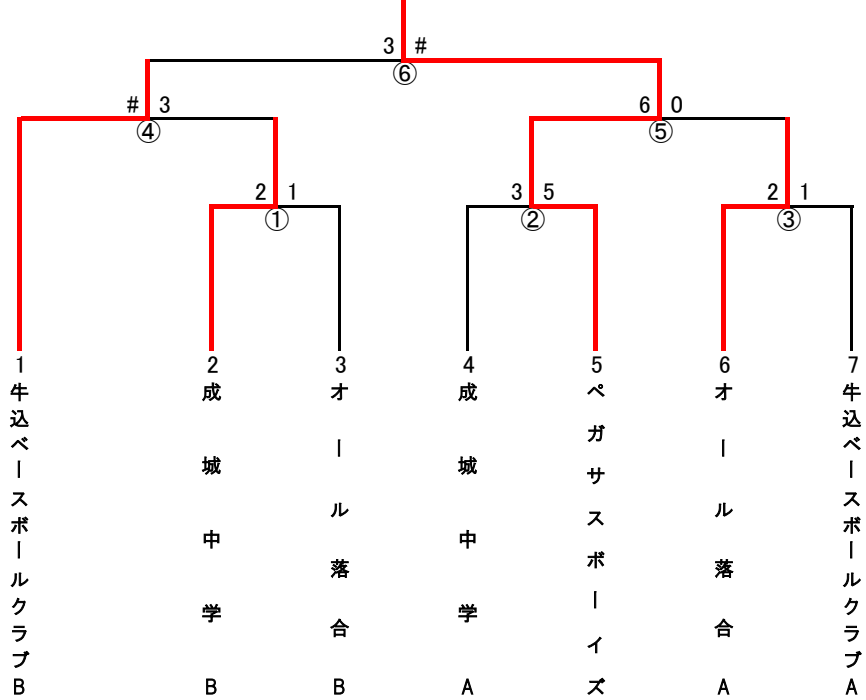 3 #
⑥
# 3
④
6 0
⑤
2 1
①
3 5
②
2 1
③
1
牛込ベースボールクラブB
2
成城中学B
3
オール落合B
4
成城中学A
5
ペガサスボーイズ
6
オール落合A
7
牛込ベースボールクラブA